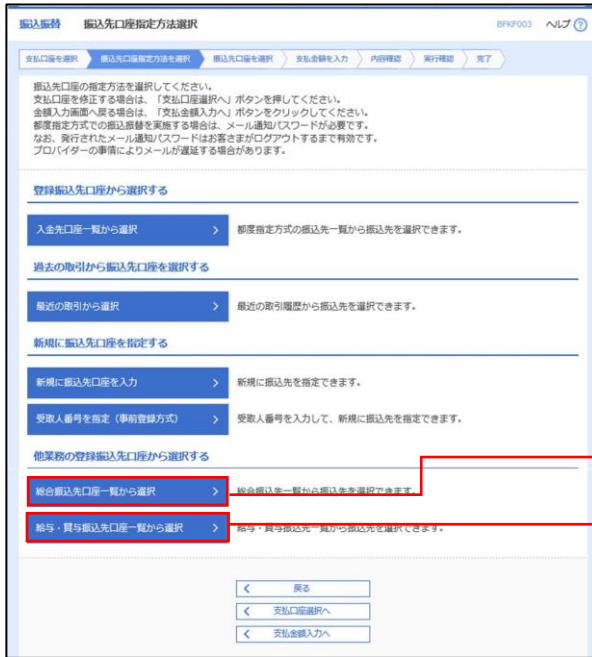 振込振替 振込先口座指定方法選択 BFKF003 ヘルプ ?
支払口座を選択 振込先口座指定方法を選択 振込先口座を選択 支払金額を入力 内容確認 実行確認 完了
振込先口座の指定方法を選択してください。
支払口座を修正する場合は、「支払口座選択へ」ボタンを押してください。
金額入力画面へ戻る場合は、「支払金額入力へ」ボタンをクリックしてください。
都度指定方式での振込振替を実施する場合は、メール通知パスワードが必要です。
なお、発行されたメール通知パスワードはお客さまがログアウトするまで有効です。
プロバイダーの事情によりメールが遅延する場合があります。
登録振込先口座から選択する
入金先口座一覧から選択 都度指定方式の振込先一覧から振込先を選択できます。
過去の取引から振込先口座を選択する
最近の取引から選択 最近の取引履歴から振込先を選択できます。
新規に振込先口座を指定する
新規に振込先口座を入力 新規に振込先を指定できます。
受取人番号を指定（事前登録方式） 受取人番号を入力して、新規に振込先を指定できます。
他業務の登録振込先口座から選択する
総合振込先口座一覧から選択 総合振込先一覧から振込先を選択できます。
給与・賞与振込先口座一覧から選択 給与・賞与振込先一覧から振込先を選択できます。
戻る
支払口座選択へ
支払金額入力へ